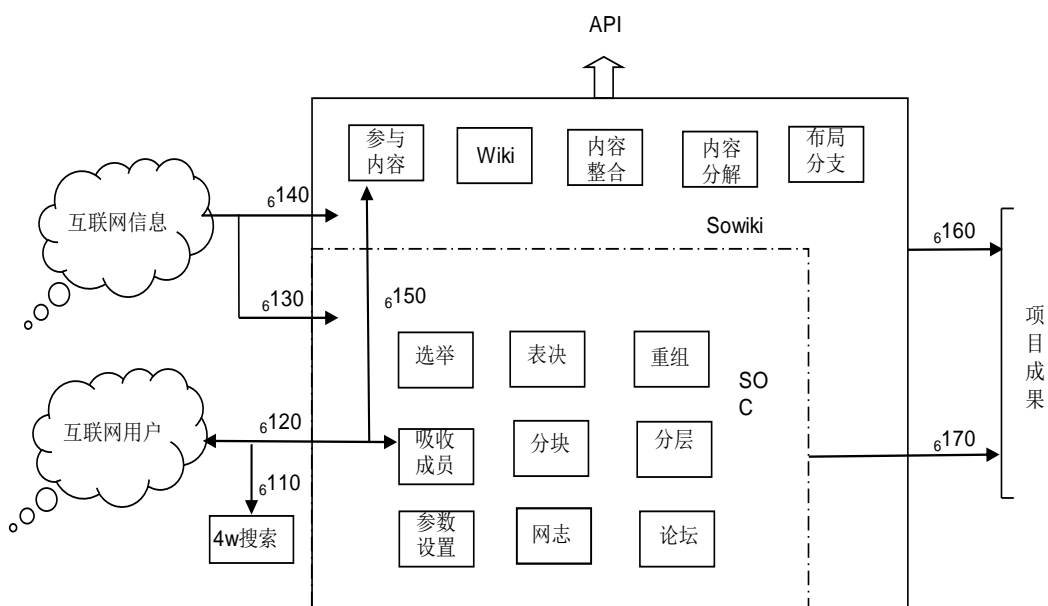 API
参与
内容
Wiki
内容
整合
内容
分解
布局
分支
互联网信息
6140
Sowiki
6160
6130
6150
项
目
成
果
选举
表决
重组
SO
C
互联网用户
6120
吸收
成员
分块
分层
6170
6110
4w搜索
参数
设置
网志
论坛